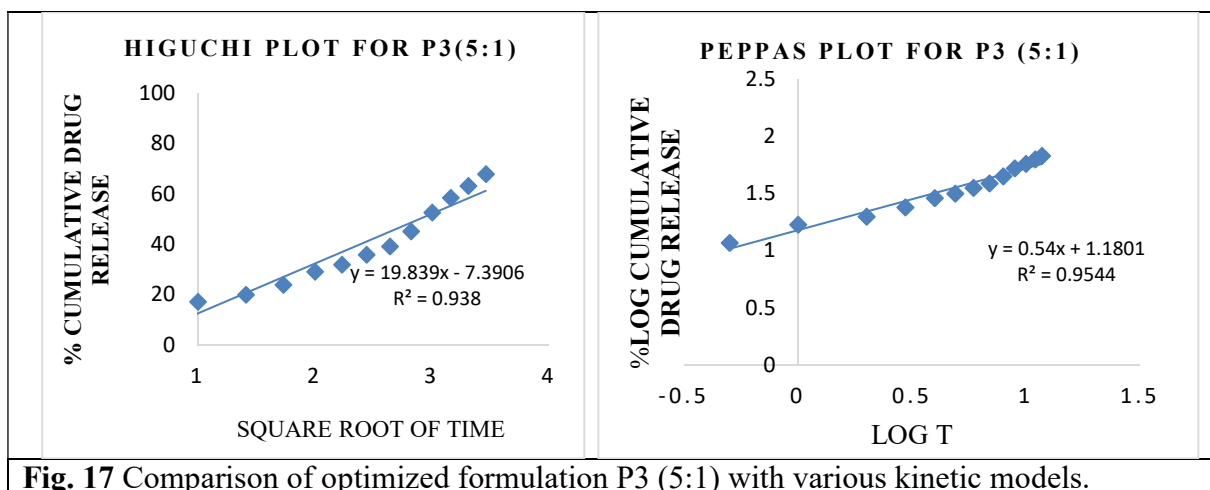 HIGUCHI PLOT FOR P3(5:1)
% CUMULATIVE DRUG
RELEASE
100
80
60
40
20
0
1
2
3
4
y = 19.839x - 7.3906
R² = 0.938
SQUARE ROOT OF TIME
PEPPAS PLOT FOR P3 (5:1)
%LOG CUMULATIVE
DRUG RELEASE
2.5
2
1.5
1
0.5
0
-0.5
0
0.5
1
1.5
y = 0.54x + 1.1801
R² = 0.9544
LOG T
Fig. 17 Comparison of optimized formulation P3 (5:1) with various kinetic models.